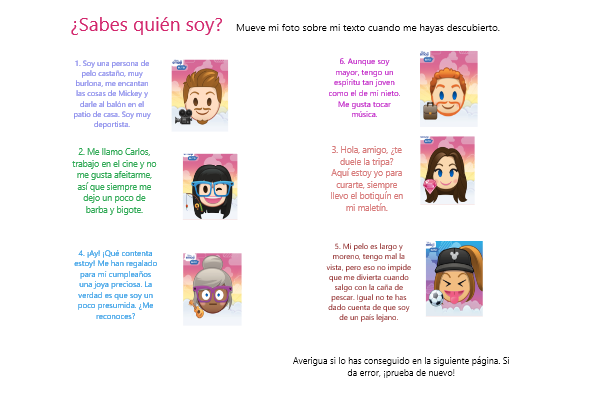 ¿Sabes quién soy? Mueve mi foto sobre mi texto cuando me hayas descubierto.
1. Soy una persona de
pelo castaño, muy
burlona, me encantan
las cosas de Mickey y
darle al balón en el
patio de casa. Soy muy
deportista.
6. Aunque soy
mayor, tengo un
espíritu tan joven
como el de mi nieto.
Me gusta tocar
música.
2. Me llamo Carlos,
trabajo en el cine y no
me gusta afeitarme,
así que siempre me
dejo un poco de
barba y bigote.
3. Hola, amigo, ¿te
duele la tripa?
Aquí estoy yo para
curarte, siempre
llevo el botiquín en
mi maletín.
4. ¡Ay! ¡Qué contenta
estoy! Me han regalado
para mi cumpleaños
una joya preciosa. La
verdad es que soy un
poco presumida. ¿Me
reconoces?
5. Mi pelo es largo y
moreno, tengo mal la
vista, pero eso no impide
que me divierta cuando
salgo con la caña de
pescar. Igual no te has
dado cuenta de que soy
de un país lejano.
Averigua si lo has conseguido en la siguiente página. Si
da error, ¡prueba de nuevo!